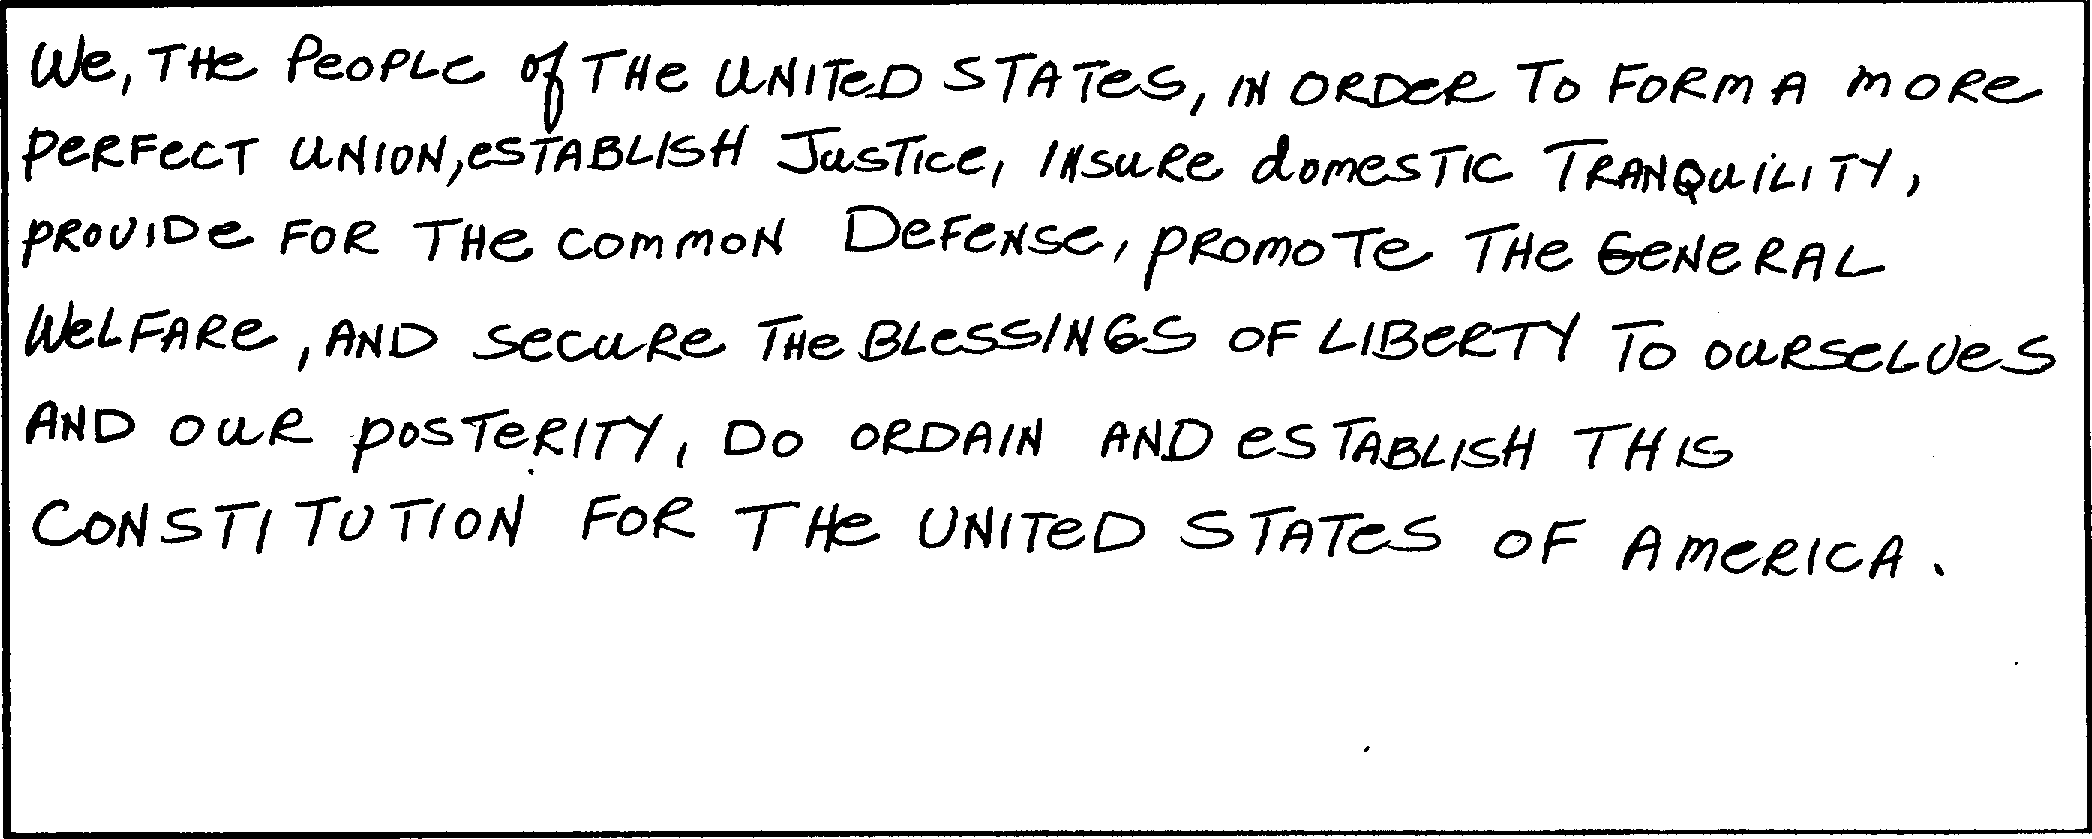 We, THE PEOPLE of THE UNITED STATES, IN ORDER TO FORM A MORE
PERFECT UNION, ESTABLISH JUSTICE, INSURE domESTIC TRANQUILITY,
PROVIDE FOR THE COMMON DEFENSE, PROMOTE THE GENERAL
WELFARE, AND SECURE THE BLESSINGS OF LIBERTY TO OURSELVES
AND OUR POSTERITY, DO ORDAIN AND ESTABLISH THIS
CONSTITUTION FOR THE UNITED STATES OF AMERICA.